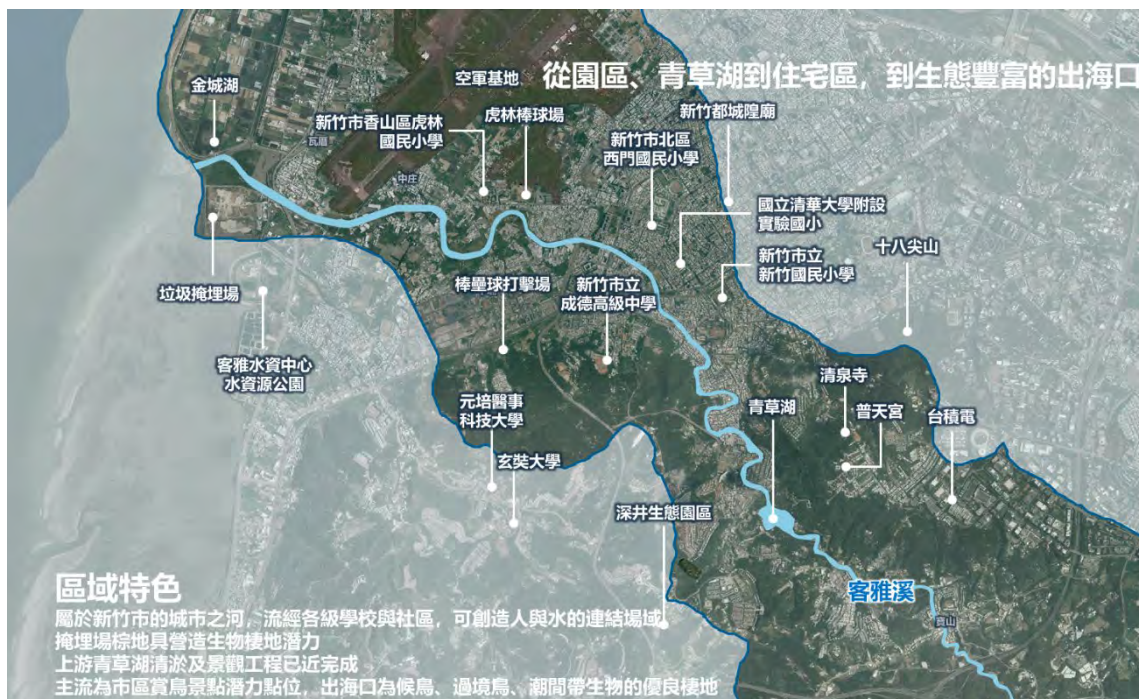 空軍基地
從園區、青草湖到住宅區，到生態豐富的出海口
金城湖
新竹市香山區虎林
國民小學
虎林棒球場
新竹市北區
西門國民小學
新竹都城隍廟
瓦厝
中庄
國立清華大學附設
實驗國小
新竹市立
新竹國民小學
十八尖山
垃圾掩埋場
棒壘球打擊場
新竹市立
成德高級中學
客雅水資中心
水資源公園
清泉寺
元培醫事
科技大學
青草湖
普天宮
台積電
玄奘大學
深井生態園區
客雅溪
寶山
區域特色
屬於新竹市的城市之河，流經各級學校與社區，可創造人與水的連結場域
掩埋場棕地具營造生物棲地潛力
上游青草湖清淤及景觀工程已近完成
主流為市區賞鳥景點潛力點位，出海口為候鳥、過境鳥、潮間帶生物的優良棲地